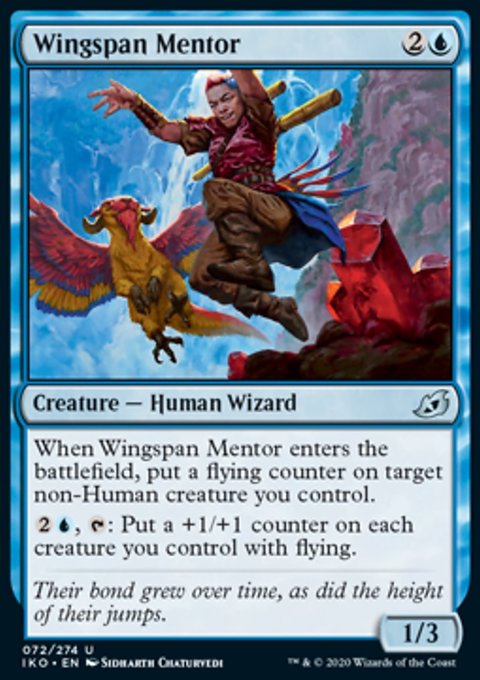 Wingspan Mentor 2
Creature — Human Wizard
When Wingspan Mentor enters the
battlefield, put a flying counter on target
non-Human creature you control.
2, : Put a +1/+1 counter on each
creature you control with flying.
Their bond grew over time, as did the height
of their jumps.
1/3
072/274 U
IKO • EN Sidharth Chaturvedi
™ & © 2020 Wizards of the Coast